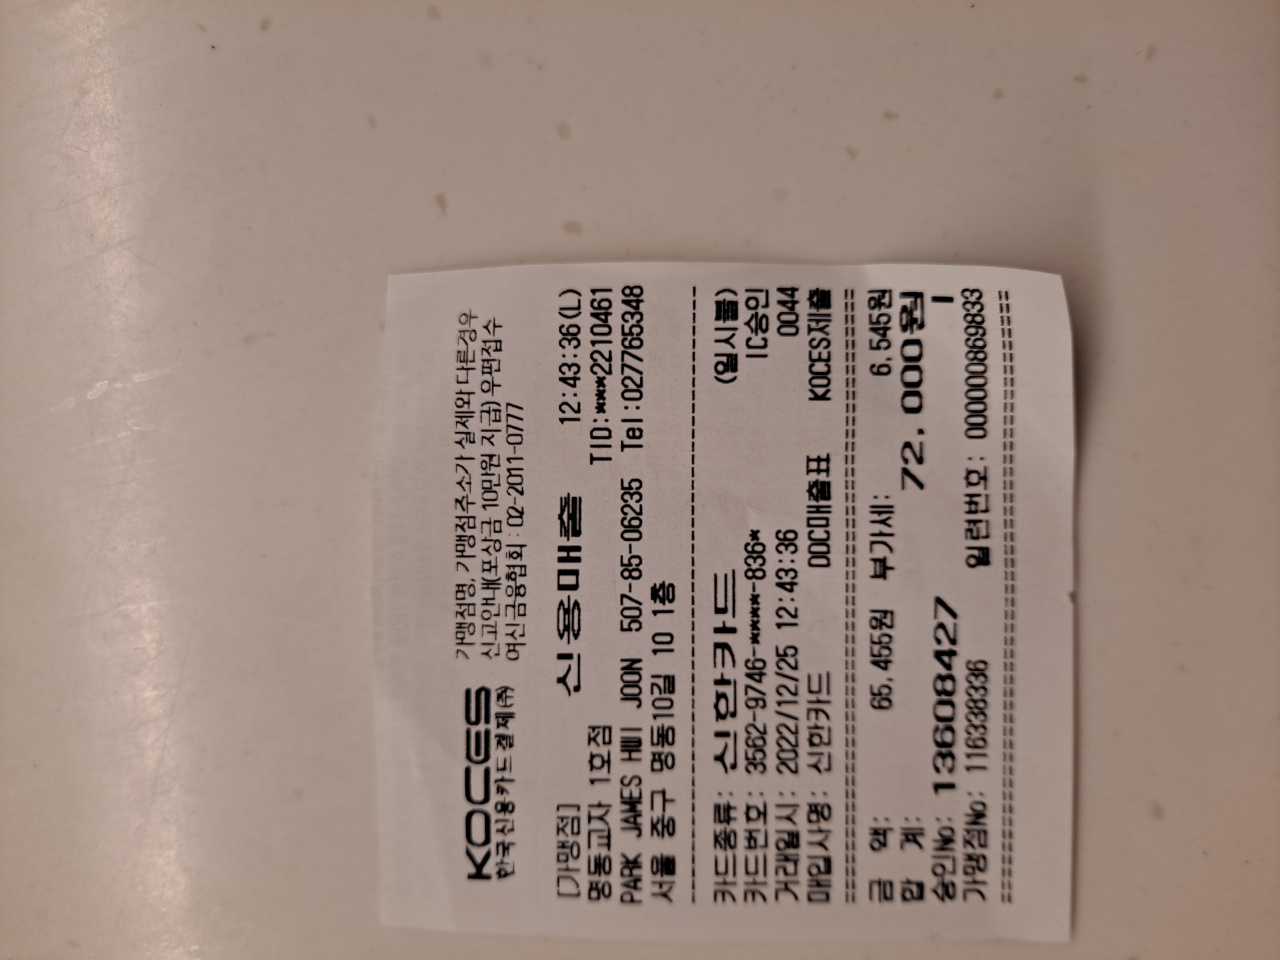 KOCES 가맹점명, 가맹점주소가 실제와 다른경우
신고안내(포상금 10만원 지급) 우편접수
한국신용카드결제(주) 여신금융협회 : 02-2011-0777
[가맹점] 신용매출 12:43:36(L)
명동교자 1호점 TID:***2210461
PARK JAMES HWI JOON 507-85-06235 Tel:027765348
서울 중구 명동10길 10 1층
카드종류: 신한카드 (일시불)
카드번호: 3562-9746-****-836* IC승인
거래일시: 2022/12/25 12:43:36 0044
매입사명: 신한카드 DDC매출표 KOCES제출
금 액: 65,455원 부가세: 6,545원
합 계: 72,000원
승인No: 13608427 I
가맹점No: 116338336 일련번호: 000000869833